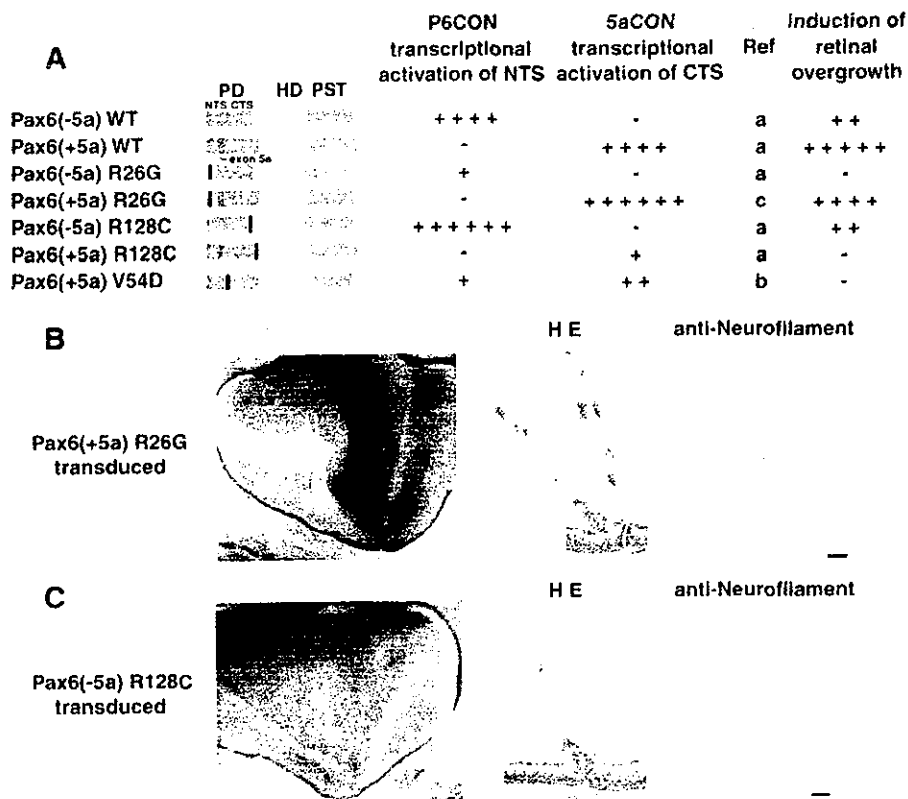 A
P6CON transcriptional activation of NTS
5aCON transcriptional activation of CTS
Ref
Induction of retinal overgrowth
PD
HD PST
NTS CTS
Pax6(-5a) WT + + + + - a + +
Pax6(+5a) WT - + + + + a + + + + +
exon 5a
Pax6(-5a) R26G + - a -
Pax6(+5a) R26G - + + + + + + c + + + +
Pax6(-5a) R128C + + + + + + - a + +
Pax6(+5a) R128C - + a -
Pax6(+5a) V54D + + + b -
B
H E
anti-Neurofilament
Pax6(+5a) R26G
transduced
C
H E
anti-Neurofilament
Pax6(-5a) R128C
transduced